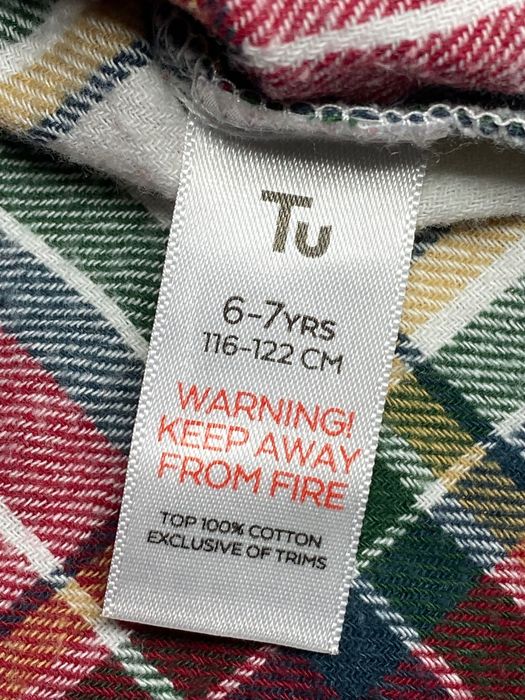 Tu
6-7YRS
116-122 CM
WARNING!
KEEP AWAY
FROM FIRE
TOP 100% COTTON
EXCLUSIVE OF TRIMS